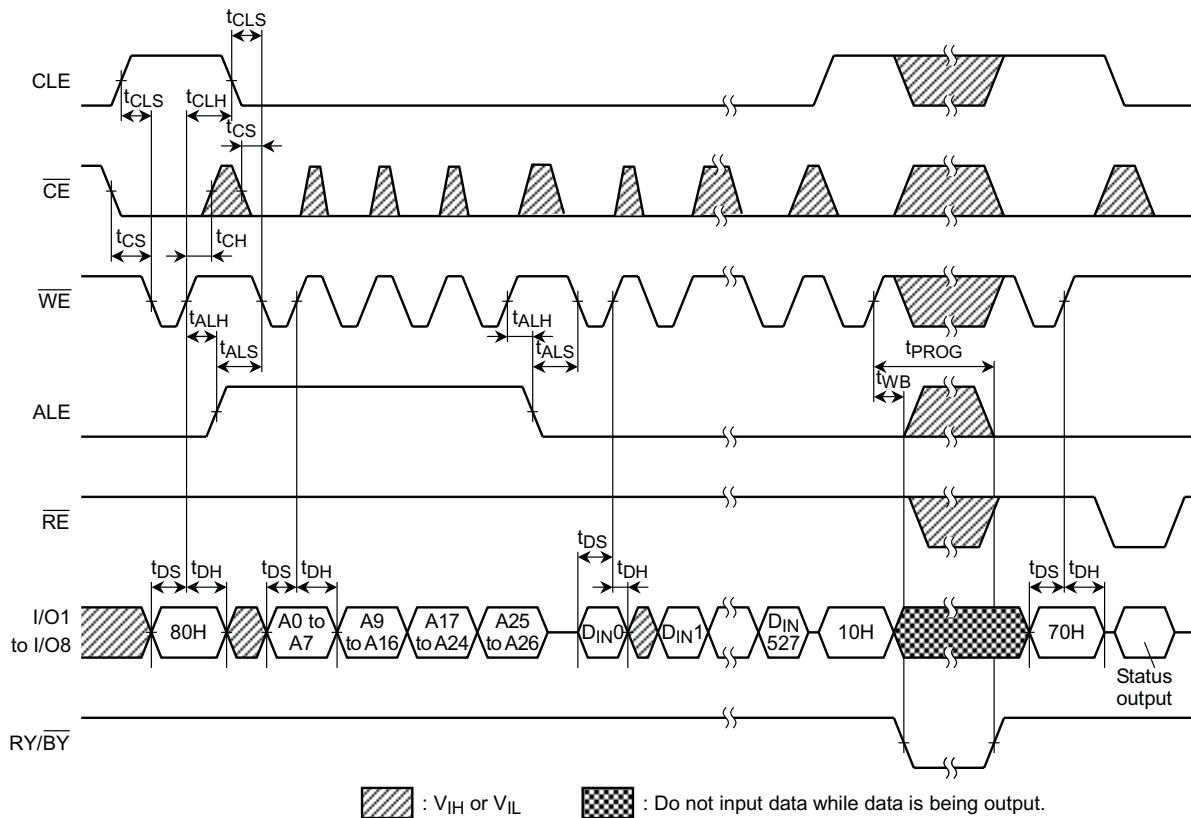 tCLS
CLE
tCLS tCLH
tCS
CE
tCS tCH
WE
tALH tALH
tALS tALS tPROG
tWB
ALE
RE
tDS tDH tDS tDH tDS tDH tDS tDH
I/O1
to I/O8
80H
A0 to
A7
A9
to A16
A17
to A24
A25
to A26
DIN0
DIN1
DIN
527
10H
70H
Status
output
RY/BY
: VIH or VIL
: Do not input data while data is being output.